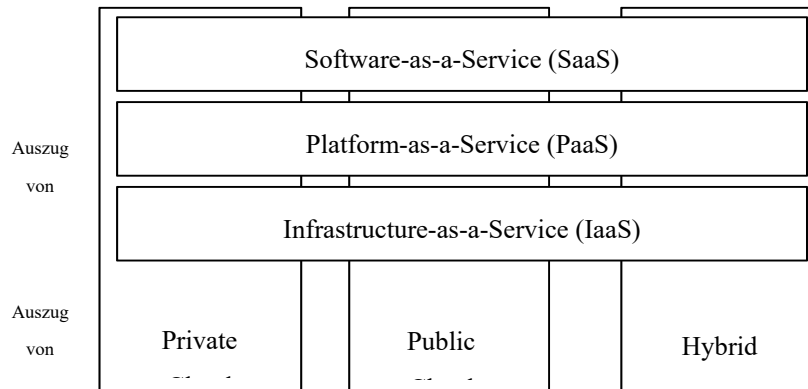 Software-as-a-Service (SaaS)
Platform-as-a-Service (PaaS)
Auszug
von
Infrastructure-as-a-Service (IaaS)
Auszug
von
Private
Public
Hybrid